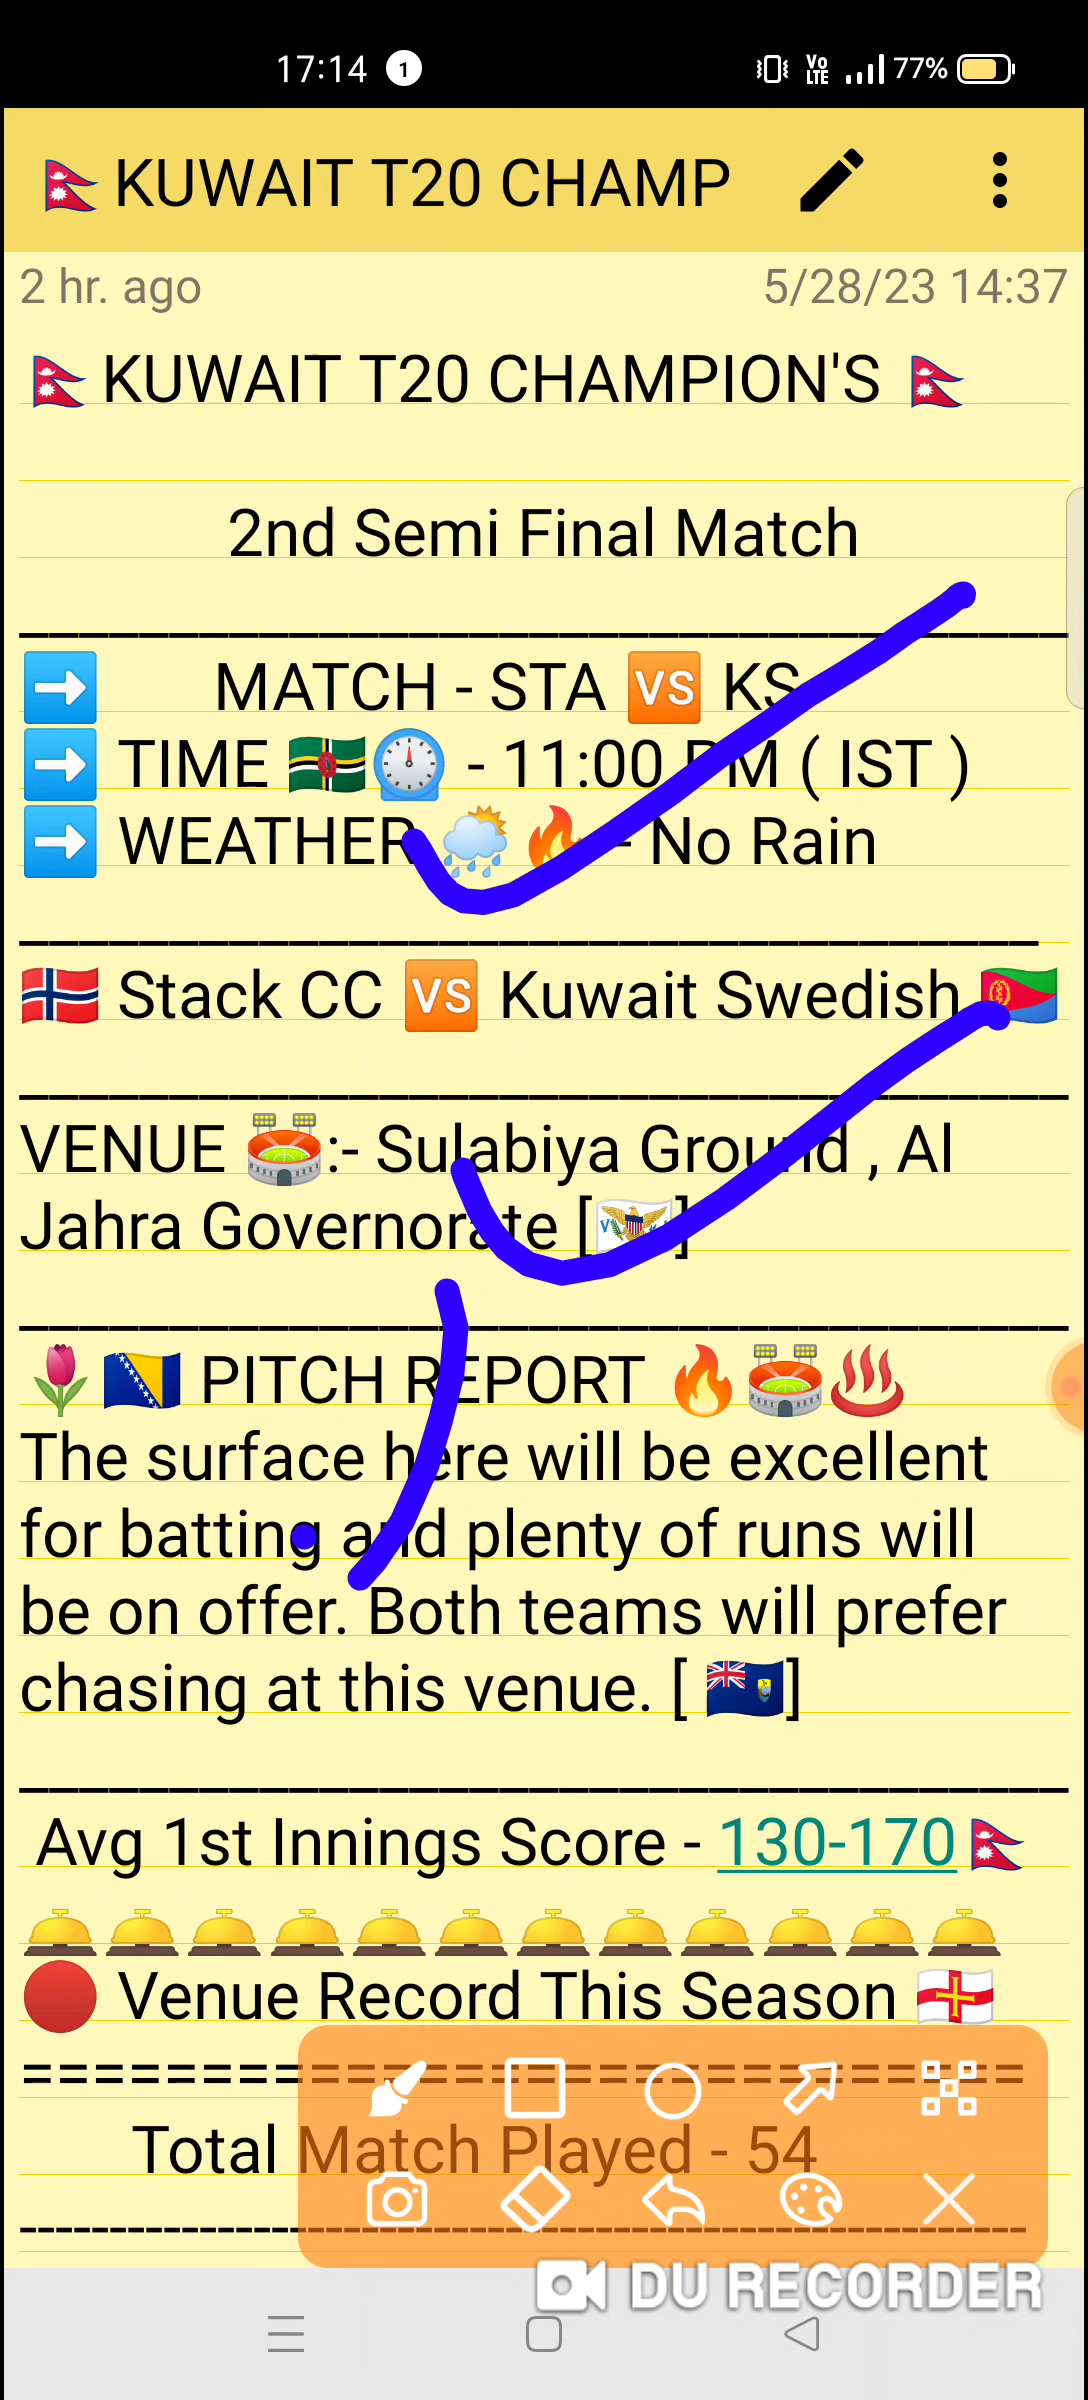 17:14 1 Vo LTE 77%
🇳🇵 KUWAIT T20 CHAMP
2 hr. ago 5/28/23 14:37
🇳🇵 KUWAIT T20 CHAMPION'S 🇳🇵
2nd Semi Final Match
➡️ MATCH - STA 🆚 KS
➡️ TIME 🇩🇲⏲️ - 11:00 PM ( IST )
➡️ WEATHER 🌦️🔥 - No Rain
🇳🇴 Stack CC 🆚 Kuwait Swedish 🇪🇷
VENUE 🏟️:- Sulabiya Ground , Al
Jahra Governorate [🇻🇮]
🌷🇧🇦 PITCH REPORT 🔥🏟️♨️
The surface here will be excellent
for batting and plenty of runs will
be on offer. Both teams will prefer
chasing at this venue. [ 🇸🇭]
Avg 1st Innings Score - 130-170 🇳🇵
🛎️🛎️🛎️🛎️🛎️🛎️🛎️🛎️🛎️🛎️🛎️🛎️
🔴 Venue Record This Season 🇬🇬
============================
Total Match Played - 54
DU RECORDER